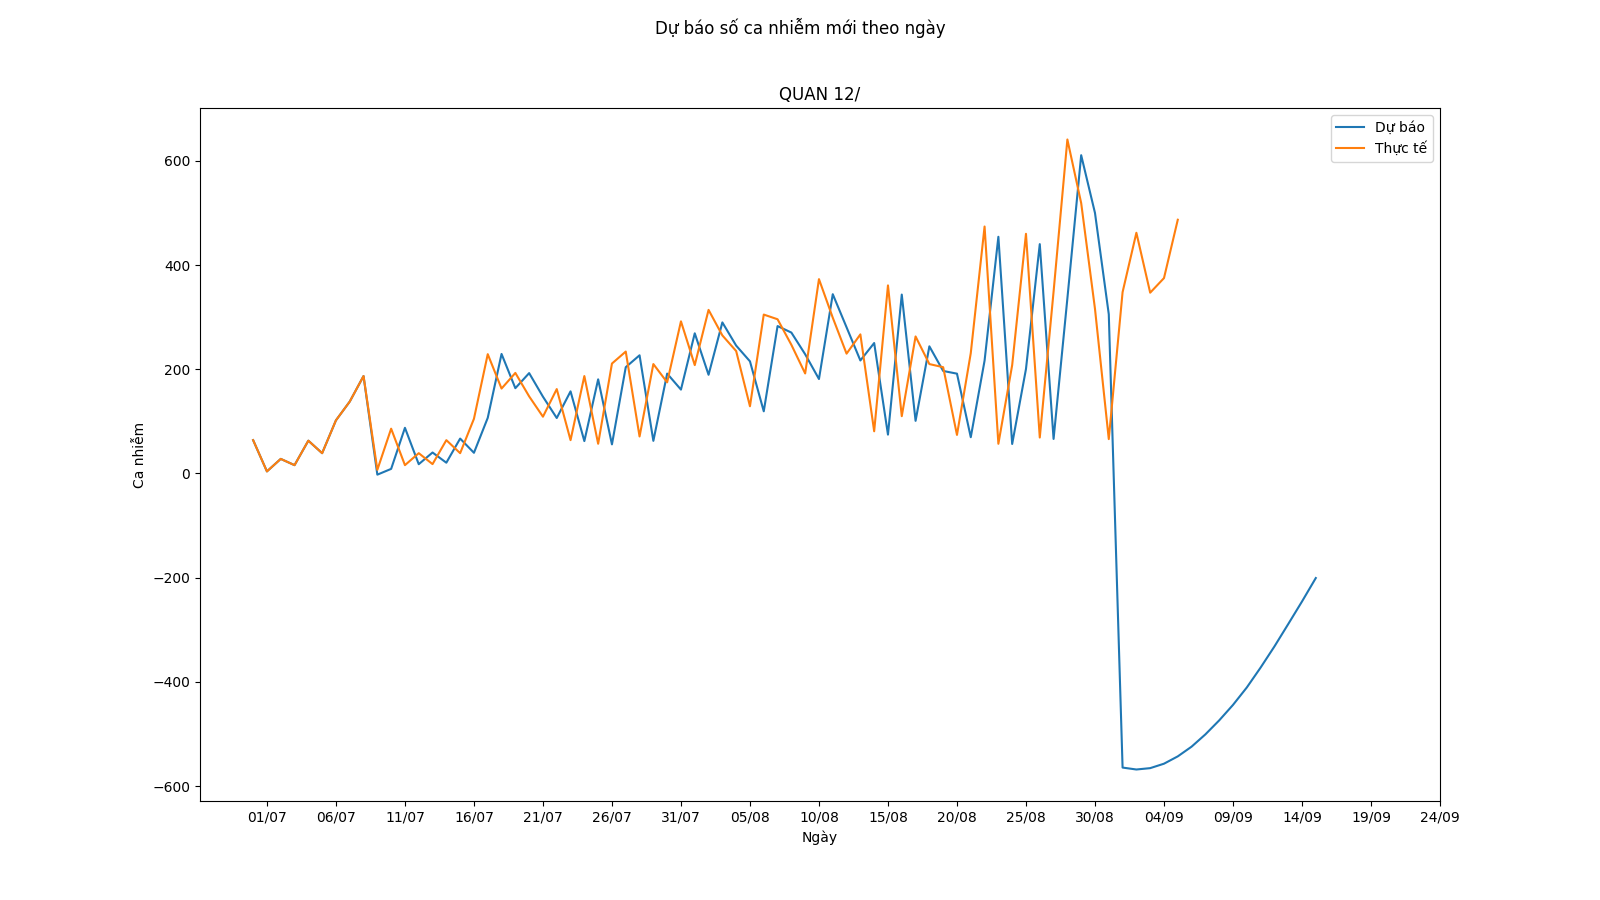 Dự báo số ca nhiễm mới theo ngày
QUAN 12/
Dự báo
Thực tế
Ca nhiễm
600
400
200
0
−200
−400
−600
01/07 06/07 11/07 16/07 21/07 26/07 31/07 05/08 10/08 15/08 20/08 25/08 30/08 04/09 09/09 14/09 19/09 24/09
Ngày